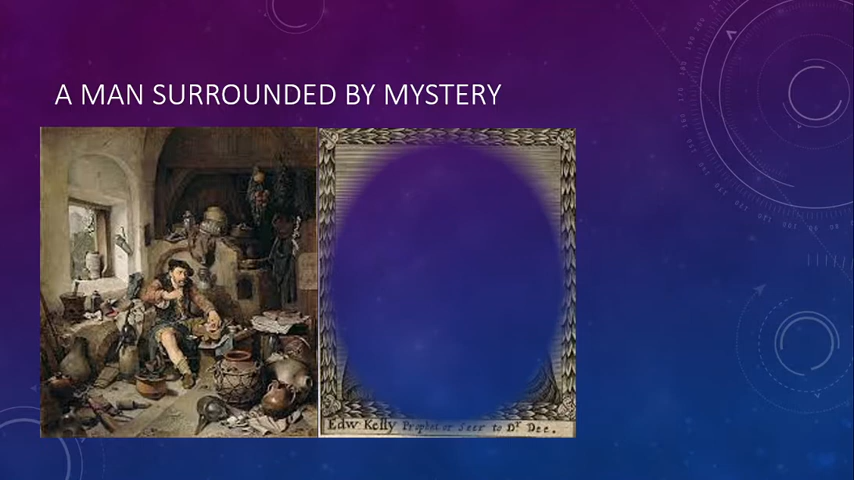 A MAN SURROUNDED BY MYSTERY
Edw Kelly Prophet or Seer to Dr Dee.